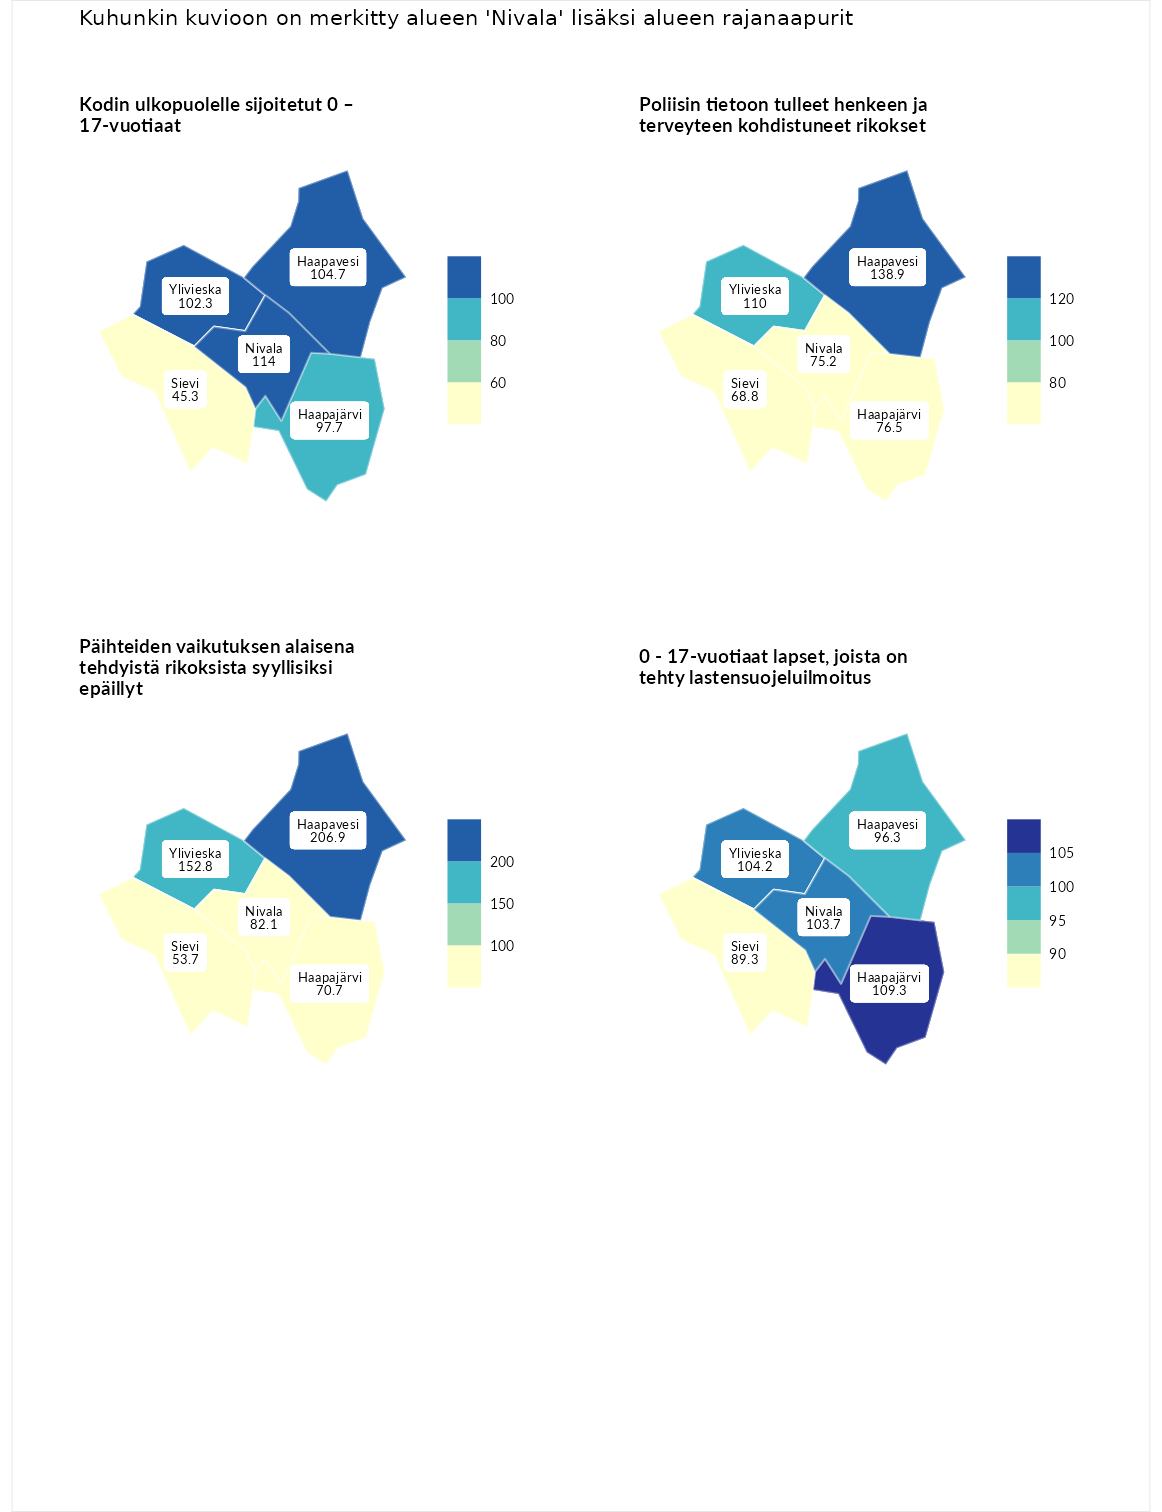 Kuhunkin kuvioon on merkitty alueen 'Nivala' lisäksi alueen rajanaapurit
Kodin ulkopuolelle sijoitetut 0 –
17-vuotiaat
Haapavesi
104.7
Ylivieska
102.3
Nivala
114
Sievi
45.3
Haapajärvi
97.7
100
80
60
Poliisin tietoon tulleet henkeen ja
terveyteen kohdistuneet rikokset
Haapavesi
138.9
Ylivieska
110
Nivala
75.2
Sievi
68.8
Haapajärvi
76.5
120
100
80
Päihteiden vaikutuksen alaisena
tehdyistä rikoksista syyllisiksi
epäillyt
Haapavesi
206.9
Ylivieska
152.8
Nivala
82.1
Sievi
53.7
Haapajärvi
70.7
200
150
100
0 - 17-vuotiaat lapset, joista on
tehty lastensuojeluilmoitus
Haapavesi
96.3
Ylivieska
104.2
Nivala
103.7
Sievi
89.3
Haapajärvi
109.3
105
100
95
90